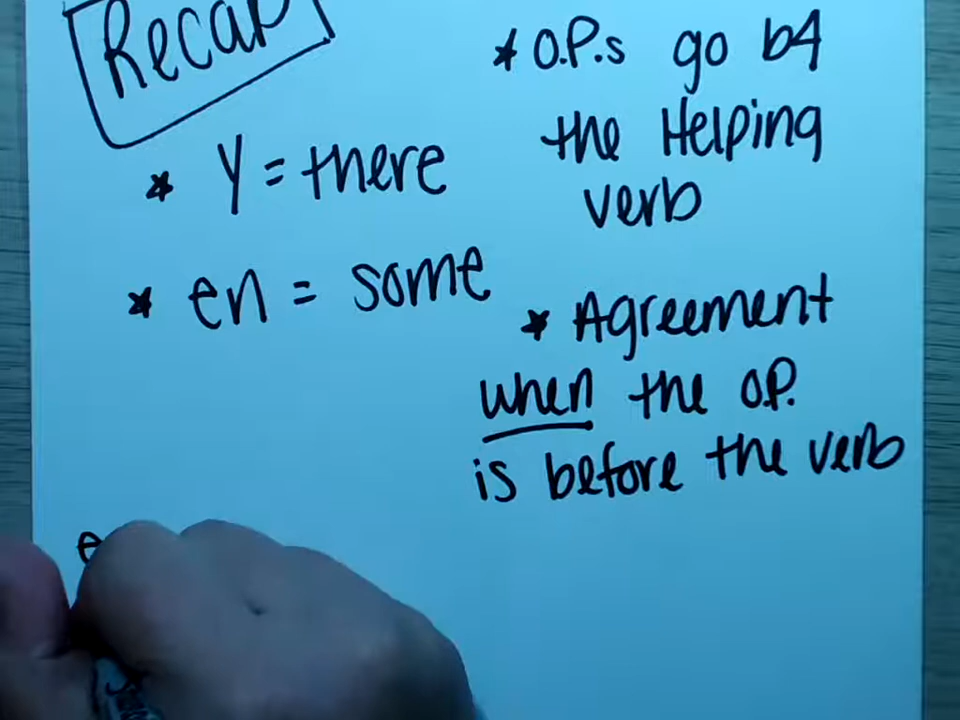 Recap
* Y = there
* en = some
* O.P.s go b4
the Helping
verb
* Agreement
when the O.P.
is before the verb